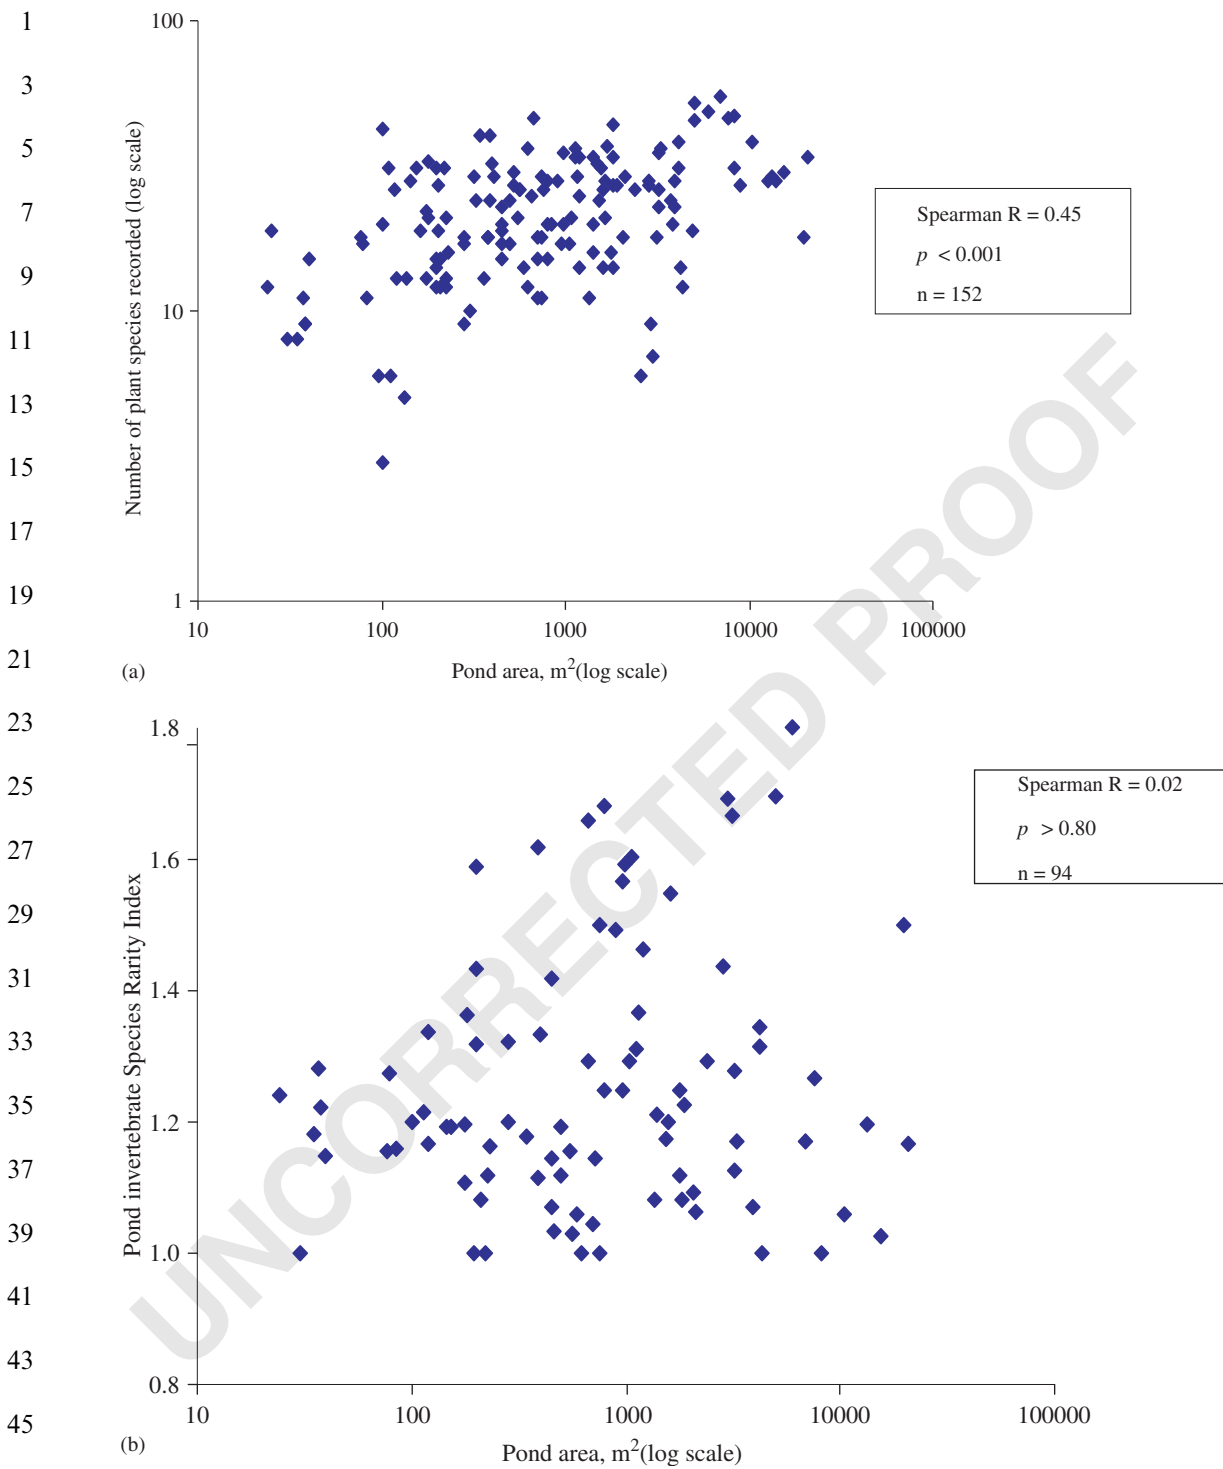 1
3
5
7
9
11
13
15
17
19
21
23
25
27
29
31
33
35
37
39
41
43
45
100
10
1
Number of plant species recorded (log scale)
Spearman R = 0.45
p < 0.001
n = 152
10 100 1000 10000 100000
(a) Pond area, m²(log scale)
1.8
1.6
1.4
1.2
1.0
0.8
Pond invertebrate Species Rarity Index
Spearman R = 0.02
p > 0.80
n = 94
10 100 1000 10000 100000
(b) Pond area, m²(log scale)
UNCORRECTED PROOF